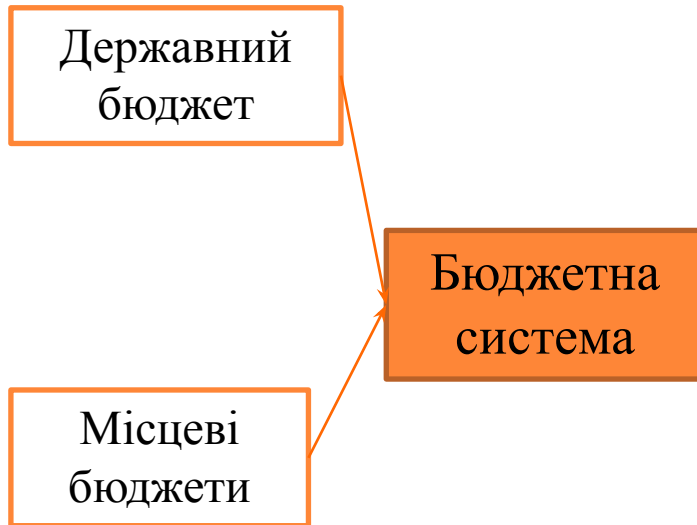 Державний
бюджет
Бюджетна
система
Місцеві
бюджети